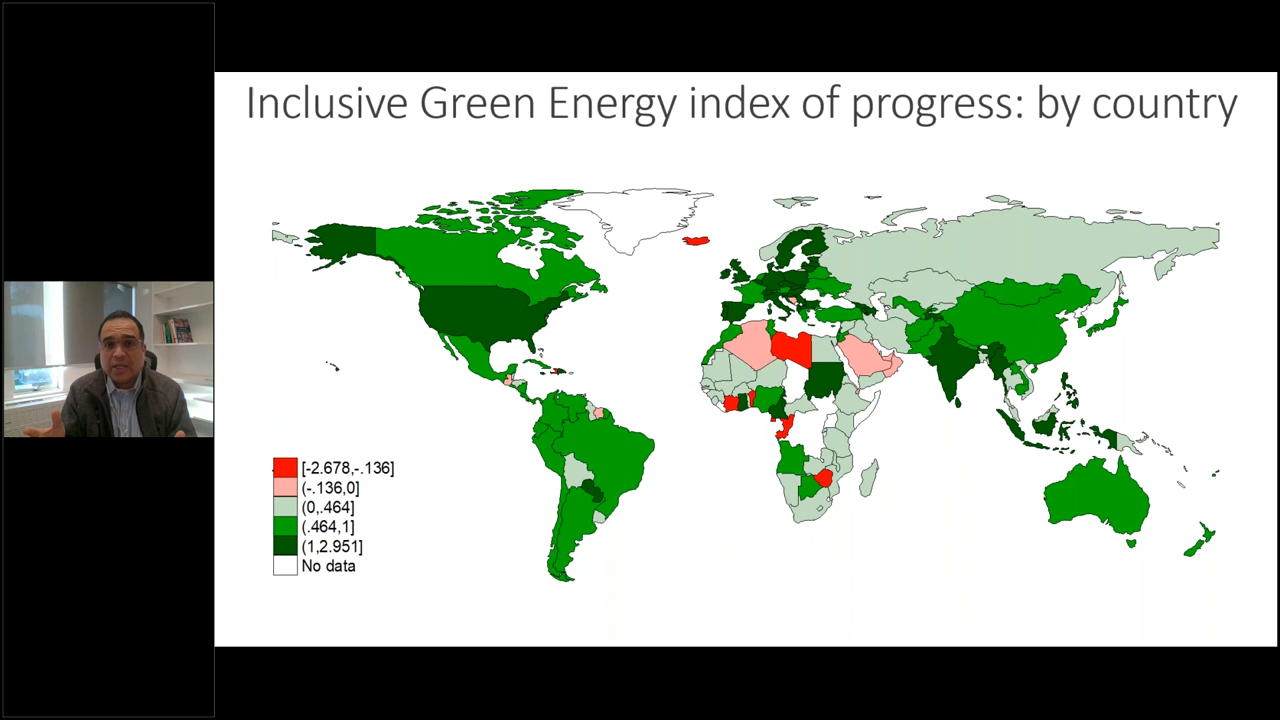 Inclusive Green Energy index of progress: by country
[-2.678,-.136]
(-.136,0]
(0,.464]
(.464,1]
(1,2.951]
No data